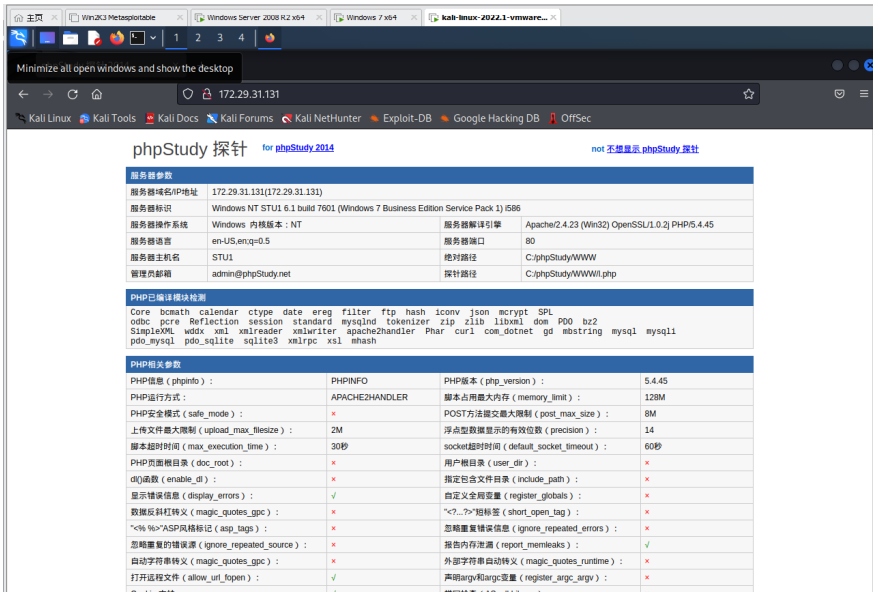 主页 Win2K3 Metasploitable Windows Server 2008 R2 x64 Windows 7 x64 kali-linux-2022.1-vmware...
1 2 3 4
Minimize all open windows and show the desktop
172.29.31.131
Kali Linux Kali Tools Kali Docs Kali Forums Kali NetHunter Exploit-DB Google Hacking DB OffSec
phpStudy 探针 for phpStudy 2014 not 不想显示 phpStudy 探针
服务器参数
服务器域名/IP地址 172.29.31.131(172.29.31.131)
服务器标识 Windows NT STU1 6.1 build 7601 (Windows 7 Business Edition Service Pack 1) i586
服务器操作系统 Windows 内核版本：NT 服务器解译引擎 Apache/2.4.23 (Win32) OpenSSL/1.0.2j PHP/5.4.45
服务器语言 en-US,en;q=0.5 服务器端口 80
服务器主机名 STU1 绝对路径 C:/phpStudy/WWW
管理员邮箱 admin@phpStudy.net 探针路径 C:/phpStudy/WWW/l.php
PHP已编译模块检测
Core bcmath calendar ctype date ereg filter ftp hash iconv json mcrypt SPL
odbc pcre Reflection session standard mysqlnd tokenizer zip zlib libxml dom PDO bz2
SimpleXML wddx xml xmlreader xmlwriter apache2handler Phar curl com_dotnet gd mbstring mysql mysqli
pdo_mysql pdo_sqlite sqlite3 xmlrpc xsl mhash
PHP相关参数
PHP信息（phpinfo）： PHPINFO PHP版本（php_version）： 5.4.45
PHP运行方式： APACHE2HANDLER 脚本占用最大内存（memory_limit）： 128M
PHP安全模式（safe_mode）： × POST方法提交最大限制（post_max_size）： 8M
上传文件最大限制（upload_max_filesize）： 2M 浮点型数据显示的有效位数（precision）： 14
脚本超时时间（max_execution_time）： 30秒 socket超时时间（default_socket_timeout）： 60秒
PHP页面根目录（doc_root）： × 用户根目录（user_dir）： ×
dl()函数（enable_dl）： × 指定包含文件目录（include_path）： ×
显示错误信息（display_errors）： √ 自定义全局变量（register_globals）： ×
数据反斜杠转义（magic_quotes_gpc）： × "<?...?>"短标签（short_open_tag）： ×
"<% %>"ASP风格标记（asp_tags）： × 忽略重复错误信息（ignore_repeated_errors）： ×
忽略重复的错误源（ignore_repeated_source）： × 报告内存泄漏（report_memleaks）： √
自动字符串转义（magic_quotes_gpc）： × 外部字符串自动转义（magic_quotes_runtime）： ×
打开远程文件（allow_url_fopen）： √ 声明argv和argc变量（register_argc_argv）： ×